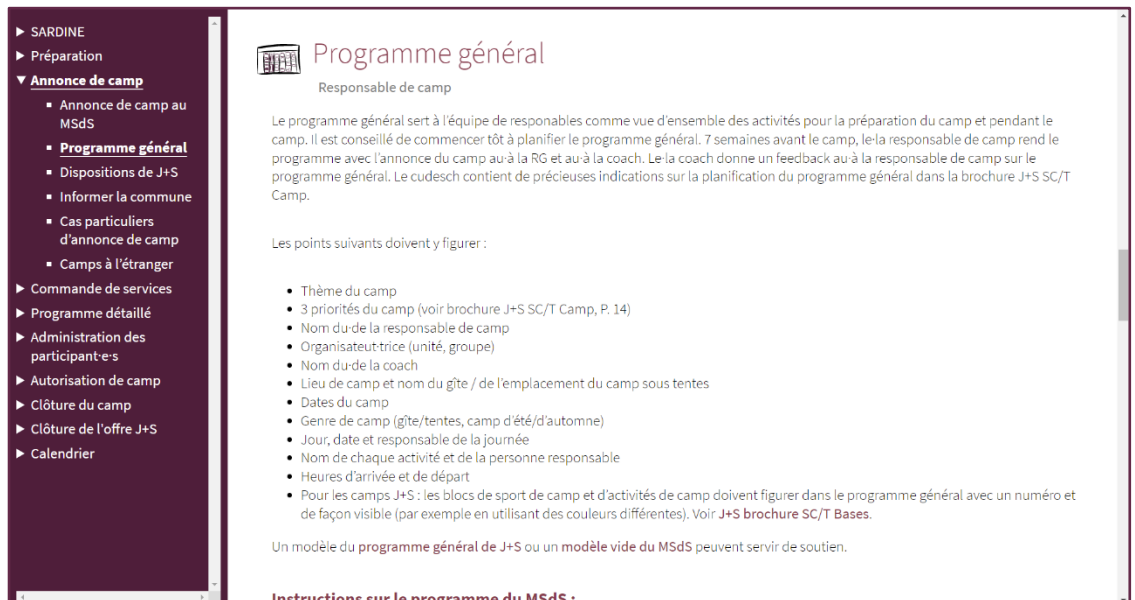 SARDINE
Préparation
Annonce de camp
Annonce de camp au
MSdS
Programme général
Dispositions de J+S
Informer la commune
Cas particuliers
d'annonce de camp
Camps à l'étranger
Commande de services
Programme détaillé
Administration des
participant·e·s
Autorisation de camp
Clôture du camp
Clôture de l'offre J+S
Calendrier
Programme général
Responsable de camp
Le programme général sert à l'équipe de responables comme vue d'ensemble des activités pour la préparation du camp et pendant le
camp. Il est conseillé de commencer tôt à planifier le programme général. 7 semaines avant le camp, le·la responsable de camp rend le
programme avec l'annonce du camp au·à la RG et au·à la coach. Le·la coach donne un feedback au·à la responsable de camp sur le
programme général. Le cudesch contient de précieuses indications sur la planification du programme général dans la brochure J+S SC/T
Camp.
Les points suivants doivent y figurer :
Thème du camp
3 priorités du camp (voir brochure J+S SC/T Camp, P. 14)
Nom du·de la responsable de camp
Organisateut·trice (unité, groupe)
Nom du·de la coach
Lieu de camp et nom du gîte / de l'emplacement du camp sous tentes
Dates du camp
Genre de camp (gîte/tentes, camp d'été/d'automne)
Jour, date et responsable de la journée
Nom de chaque activité et de la personne responsable
Heures d'arrivée et de départ
Pour les camps J+S : les blocs de sport de camp et d'activités de camp doivent figurer dans le programme général avec un numéro et
de façon visible (par exemple en utilisant des couleurs différentes). Voir J+S brochure SC/T Bases.
Un modèle du programme général de J+S ou un modèle vide du MSdS peuvent servir de soutien.
Instructions sur le programme du MSdS :